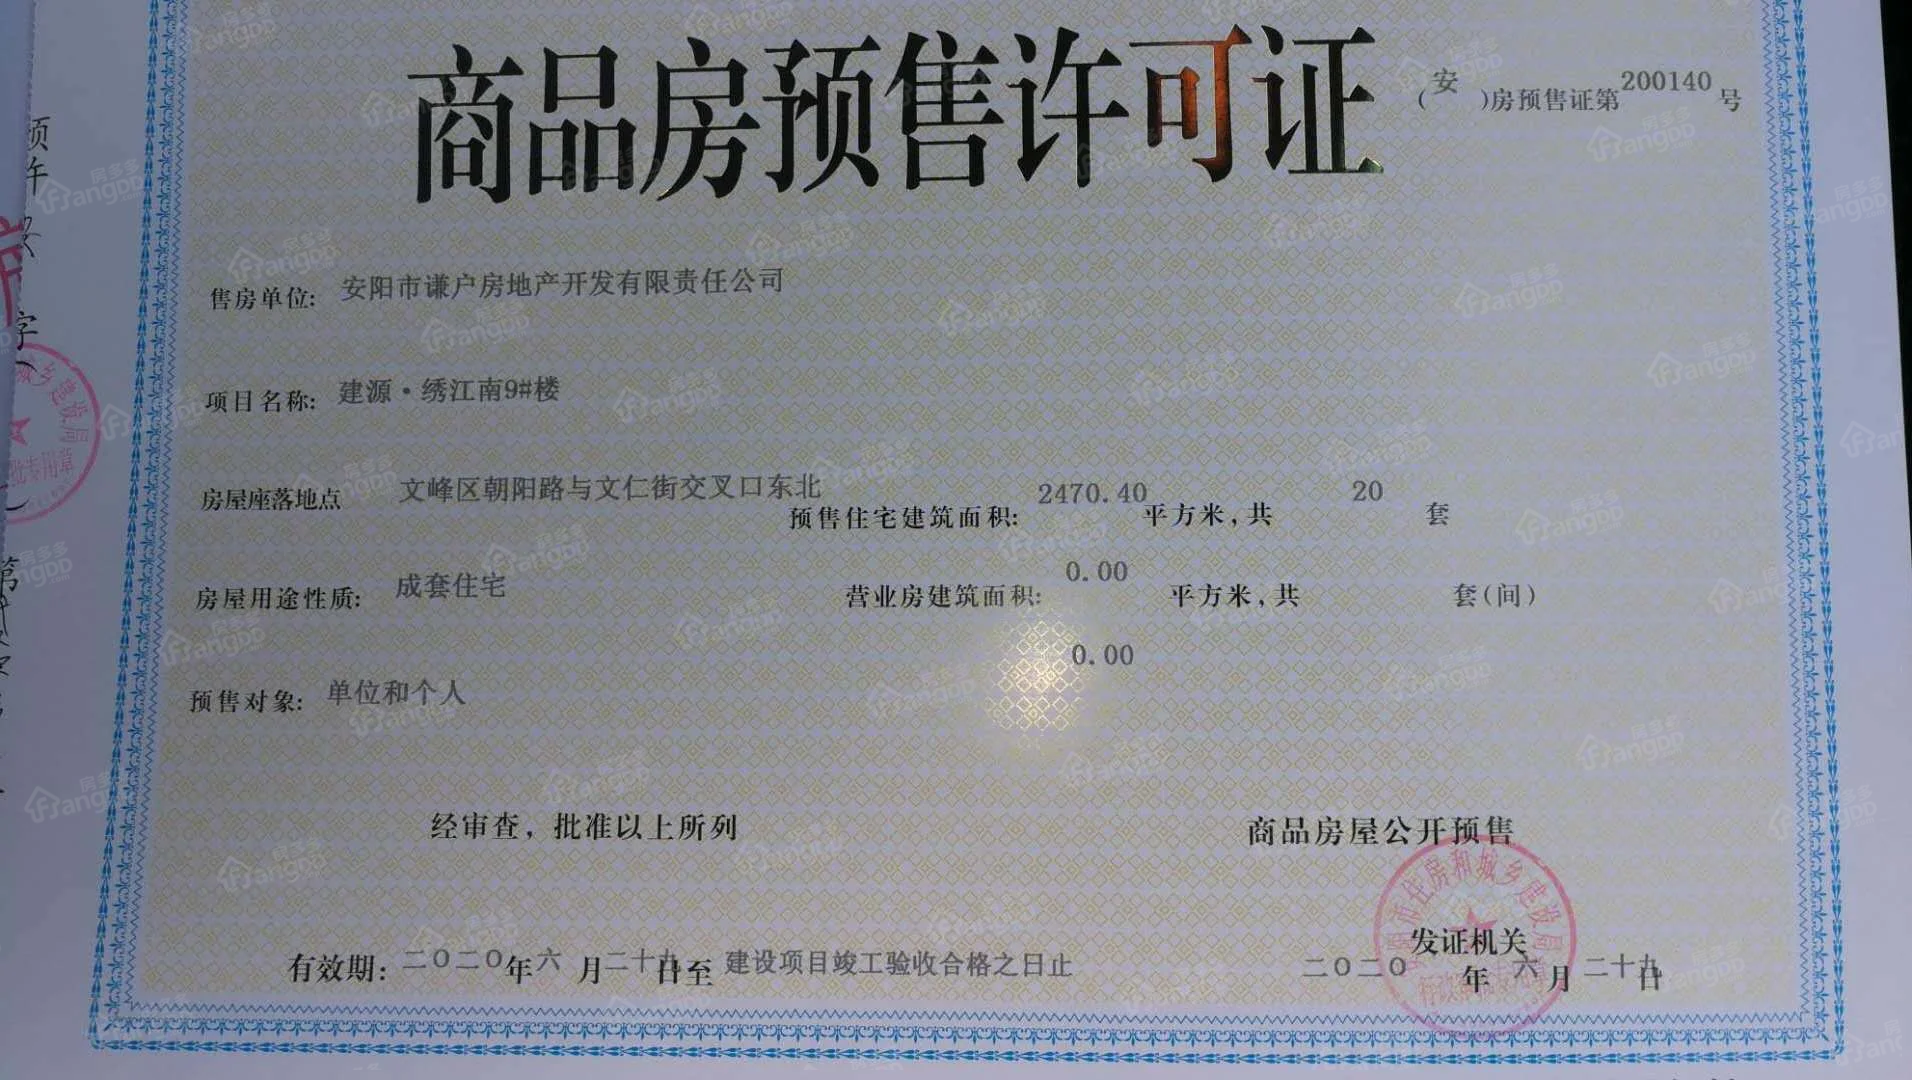 商品房预售许可证
(安)房预售证第200140号
售房单位: 安阳市谦户房地产开发有限责任公司
项目名称: 建源·绣江南9#楼
房屋座落地点 文峰区朝阳路与文仁街交叉口东北
预售住宅建筑面积: 2470.40 平方米,共 20 套
房屋用途性质: 成套住宅
营业房建筑面积: 0.00 平方米,共 套(间)
0.00
预售对象: 单位和个人
经审查,批准以上所列 商品房屋公开预售
发证机关
有效期: 二〇二〇年六月二十九日至 建设项目竣工验收合格之日止
二〇二〇年六月二十九日
市住房和城乡建设局